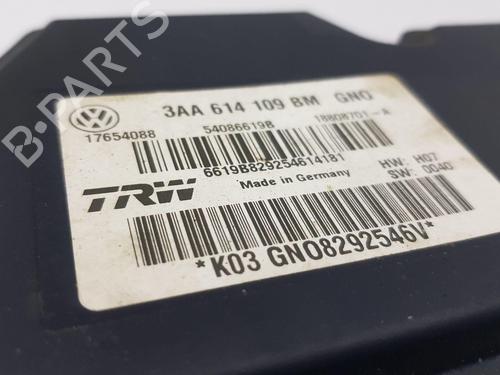 B-PARTS
3AA 614 109 BM GNO
17654088 54086619B 18808701-A
6619B829254614181 HW: H07
Made in Germany SW: 0040
TRW
*K03 GNO8292546V*